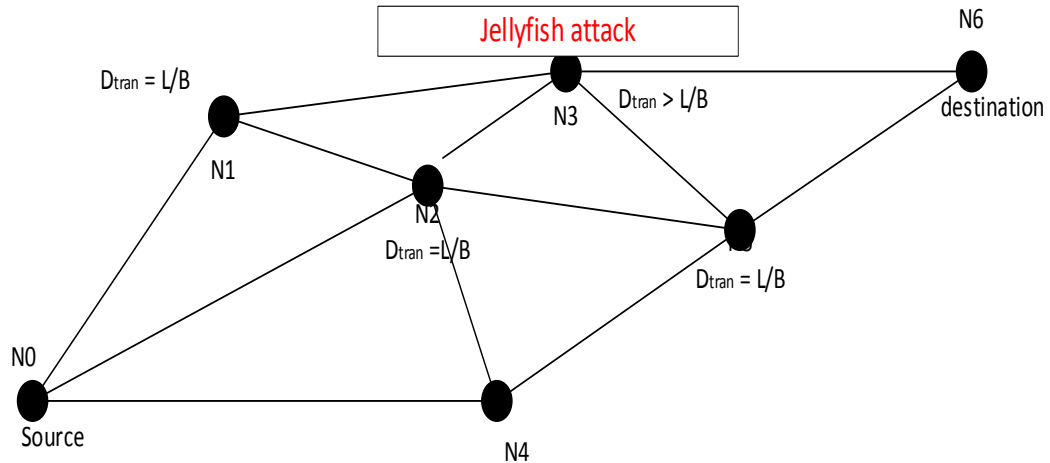 Jellyfish attack
N6
Dtran = L/B
Dtran > L/B
destination
N3
N1
N2
Dtran =L/B
Dtran = L/B
N0
Source
N4